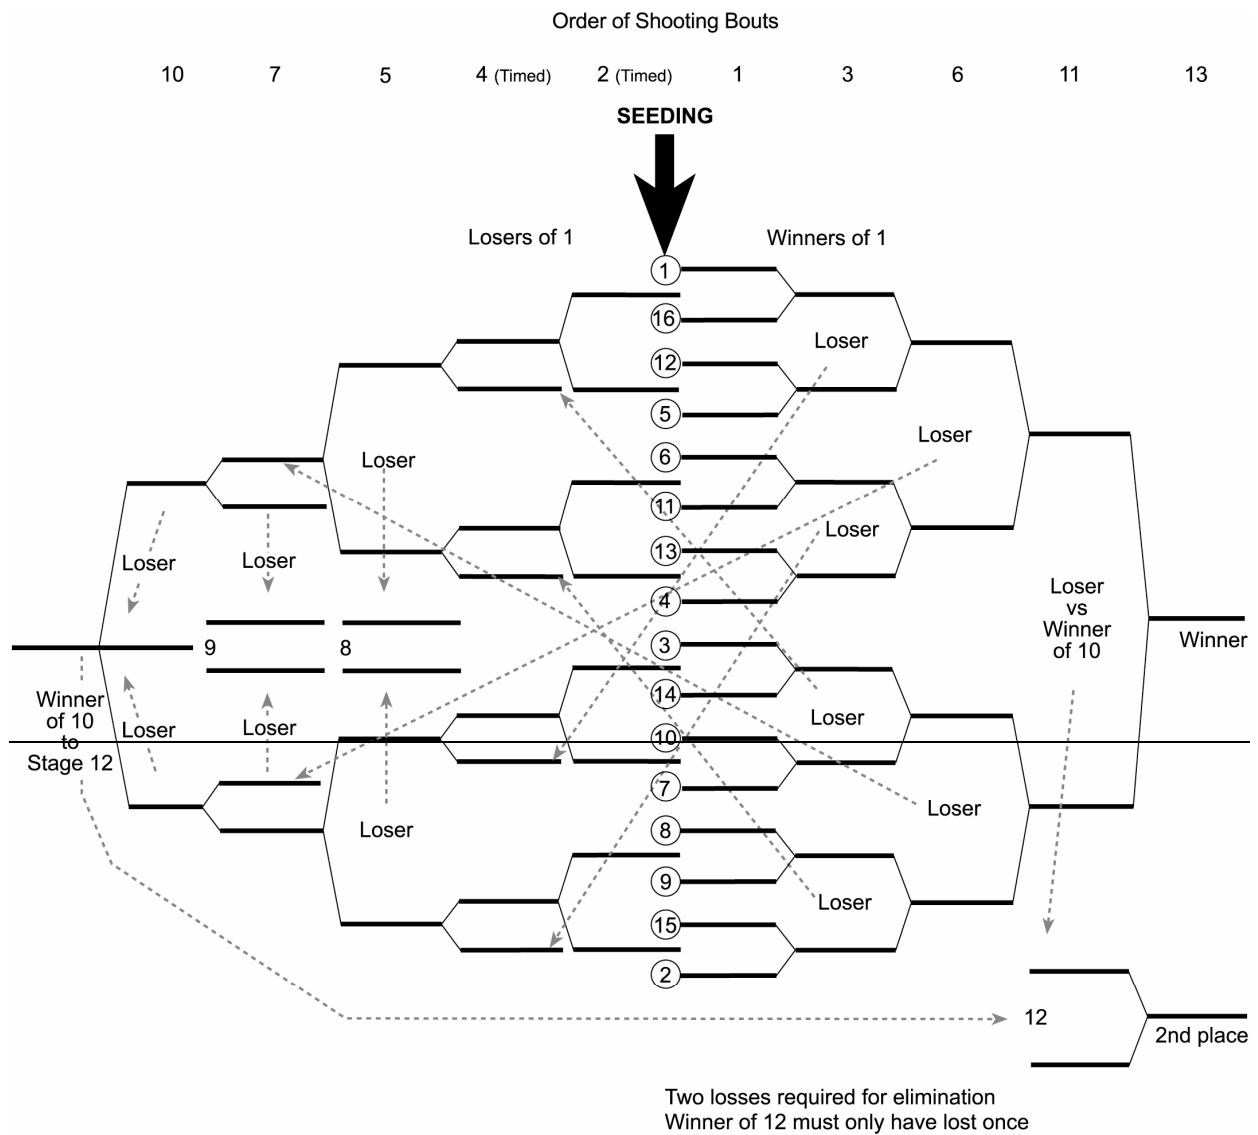 Order of Shooting Bouts
10 7 5 4 (Timed) 2 (Timed) 1 3 6 11 13
SEEDING
Losers of 1
Winners of 1
1
16
12
5
6
11
13
4
3
14
10
7
8
9
15
2
Loser
Loser
Loser
Loser
Loser
Loser
Loser
Loser
Loser
Loser
Loser
Loser
9
8
Winner
of 10
to
Stage 12
Loser
vs
Winner
of 10
Winner
12
2nd place
Two losses required for elimination
Winner of 12 must only have lost once